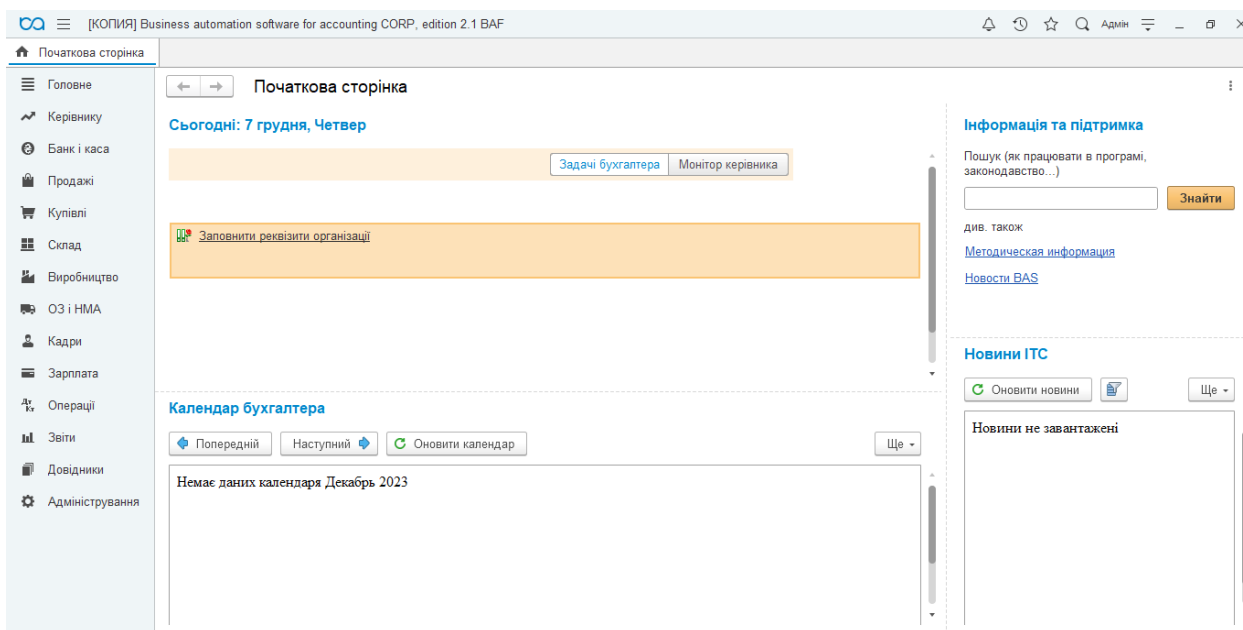 [КОПИЯ] Business automation software for accounting CORP, edition 2.1 BAF
Адмін
Початкова сторінка
Головне
Керівнику
Банк і каса
Продажі
Купівлі
Склад
Виробництво
ОЗ і НМА
Кадри
Зарплата
Дт Кт Операції
Звіти
Довідники
Адміністрування
Початкова сторінка
Сьогодні: 7 грудня, Четвер
Задачі бухгалтера Монітор керівника
Заповнити реквізити організації
Календар бухгалтера
Попередній Наступний Оновити календар Ще
Немає даних календаря Декабрь 2023
Інформація та підтримка
Пошук (як працювати в програмі,
законодавство...)
Знайти
див. також
Методическая информация
Новости BAS
Новини ІТС
Оновити новини Ще
Новини не завантажені